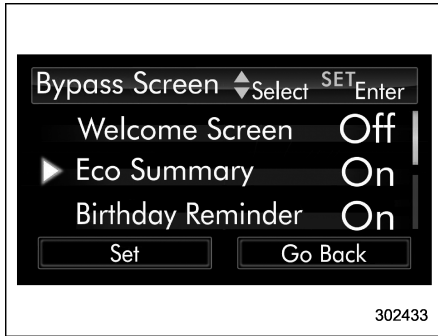 Bypass Screen Select SET Enter
Welcome Screen Off
Eco Summary On
Birthday Reminder On
Set Go Back
302433